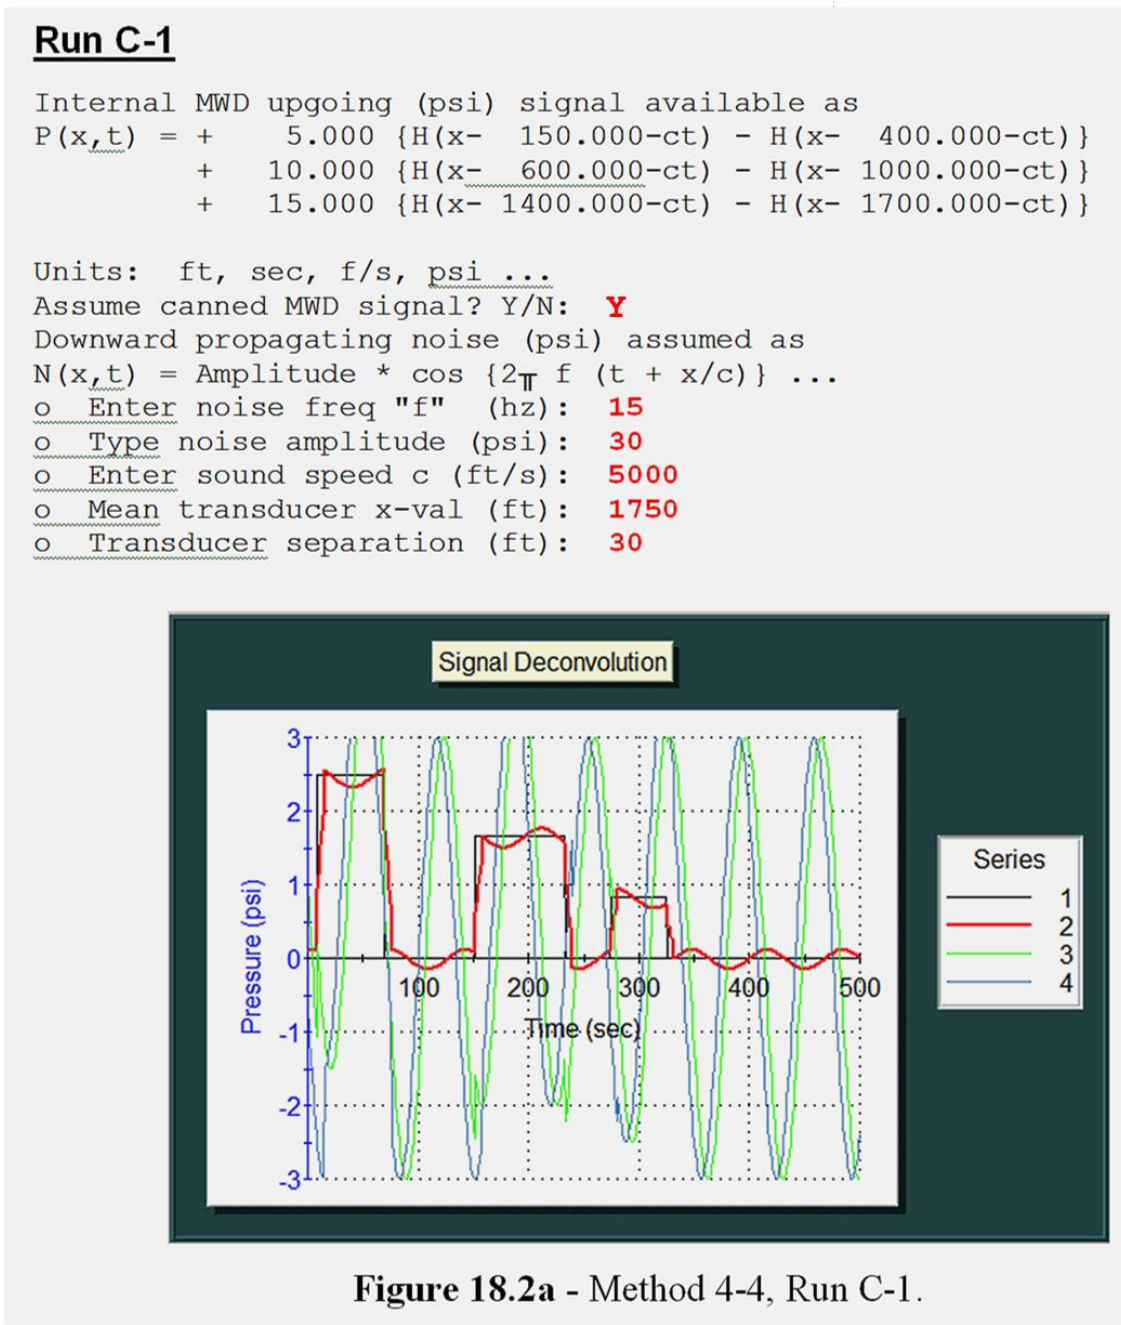 Run C-1
Internal MWD upgoing (psi) signal available as
P(x,t) = + 5.000 {H(x- 150.000-ct) - H(x- 400.000-ct)}
+ 10.000 {H(x- 600.000-ct) - H(x- 1000.000-ct)}
+ 15.000 {H(x- 1400.000-ct) - H(x- 1700.000-ct)}
Units: ft, sec, f/s, psi ...
Assume canned MWD signal? Y/N: Y
Downward propagating noise (psi) assumed as
N(x,t) = Amplitude * cos {2π f (t + x/c)} ...
o Enter noise freq "f" (hz): 15
o Type noise amplitude (psi): 30
o Enter sound speed c (ft/s): 5000
o Mean transducer x-val (ft): 1750
o Transducer separation (ft): 30
Signal Deconvolution
3
2
1
0
-1
-2
-3
Pressure (psi)
100 200 300 400 500
Time (sec)
Series
1
2
3
4
Figure 18.2a - Method 4-4, Run C-1.